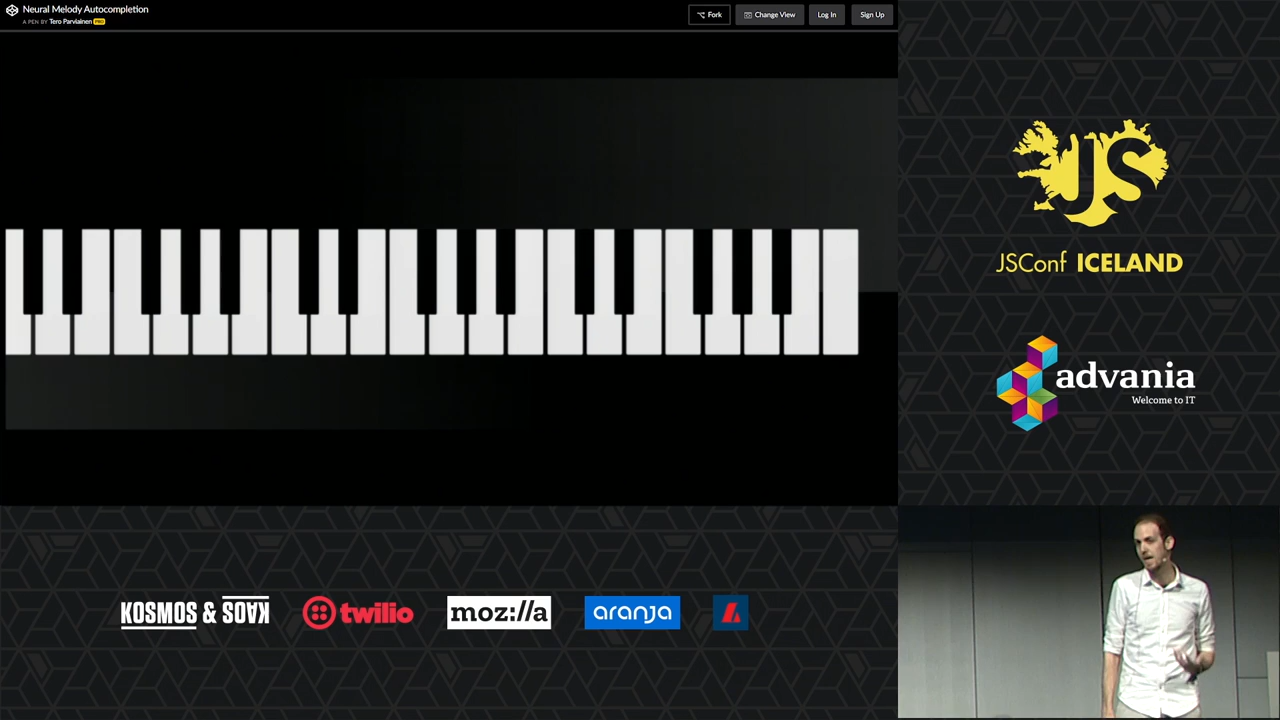 Neural Melody Autocompletion
A PEN BY Tero Parviainen PRO
Fork
Change View
Log In
Sign Up
JS
JSConf ICELAND
advania
Welcome to IT
KOSMOS & KAOS
twilio
moz://a
aranja